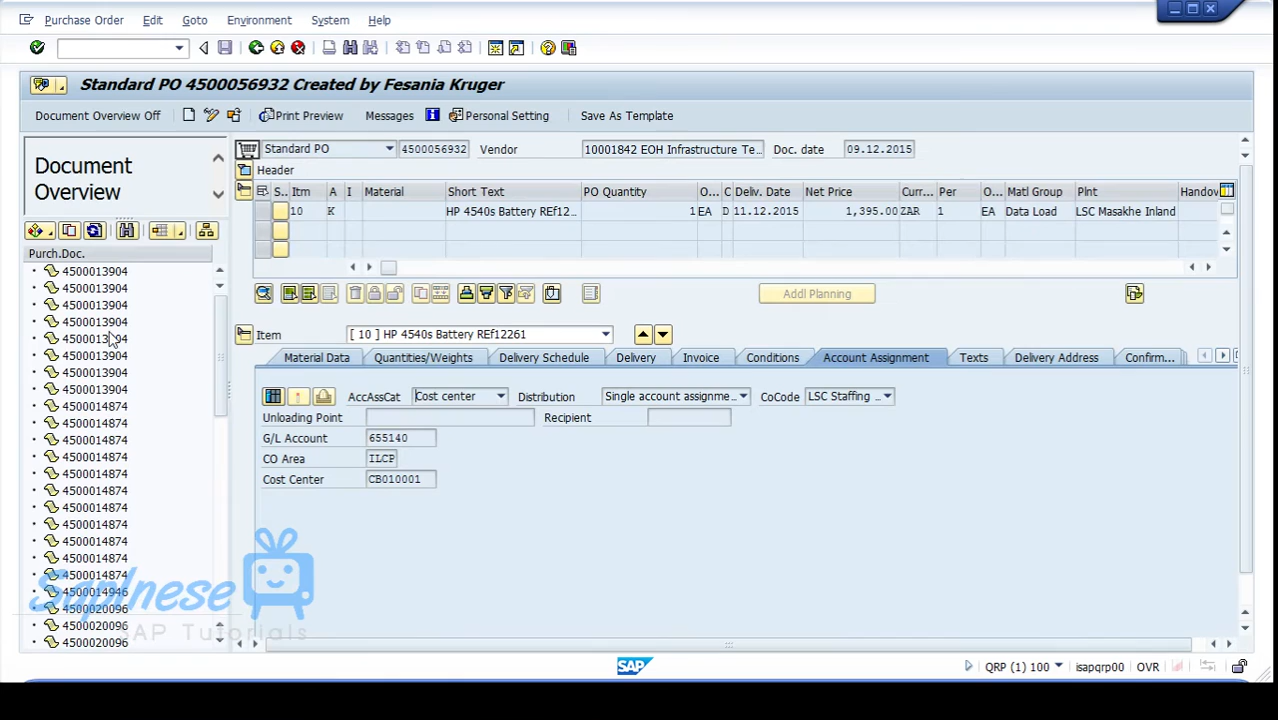 Purchase Order Edit Goto Environment System Help
Standard PO 4500056932 Created by Fesania Kruger
Document Overview Off Print Preview Messages Personal Setting Save As Template
Document
Overview
Standard PO 4500056932 Vendor 10001842 EOH Infrastructure Te... Doc. date 09.12.2015
Header
S.. Itm A I Material Short Text PO Quantity O... C Deliv. Date Net Price Curr... Per O... Matl Group Plnt Handov
10 K HP 4540s Battery REf12... 1 EA D 11.12.2015 1,395.00 ZAR 1 EA Data Load LSC Masakhe Inland
Purch.Doc.
4500013904
4500013904
4500013904
4500013904
4500013904
4500013904
4500013904
4500013904
4500014874
4500014874
4500014874
4500014874
4500014874
4500014874
4500014874
4500014874
4500014874
4500014874
4500014874
4500014946
4500020096
4500020096
4500020096
Addl Planning
Item [ 10 ] HP 4540s Battery REf12261
Material Data Quantities/Weights Delivery Schedule Delivery Invoice Conditions Account Assignment Texts Delivery Address Confirm...
AccAssCat Cost center Distribution Single account assignme... CoCode LSC Staffing ...
Unloading Point Recipient
G/L Account 655140
CO Area ILCP
Cost Center CB010001
SapInese
SAP Tutorials
SAP QRP (1) 100 isapqrp00 OVR